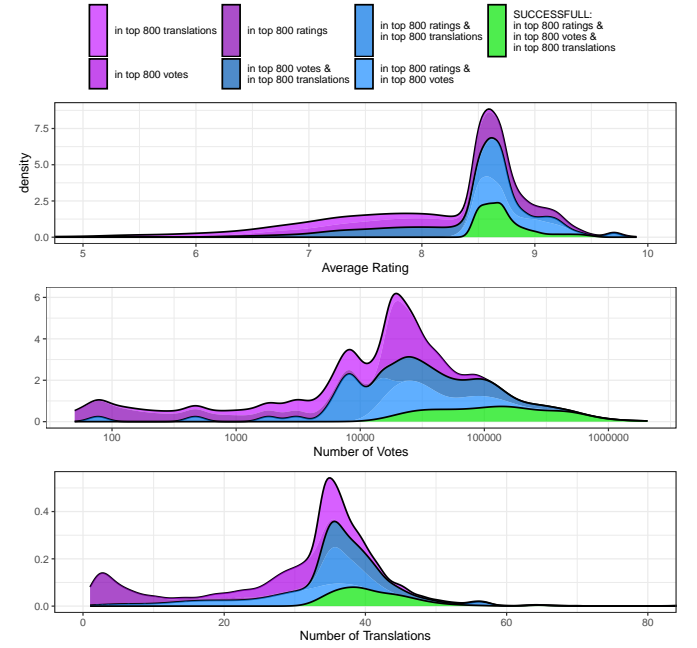 in top 800 translations
in top 800 ratings
in top 800 ratings &
in top 800 translations
SUCCESSFULL:
in top 800 ratings &
in top 800 votes &
in top 800 translations
in top 800 votes
in top 800 votes &
in top 800 translations
in top 800 ratings &
in top 800 votes
density
7.5
5.0
2.5
0.0
5 6 7 8 9 10
Average Rating
6
4
2
0
100 1000 10000 100000 1000000
Number of Votes
0.4
0.2
0.0
0 20 40 60 80
Number of Translations